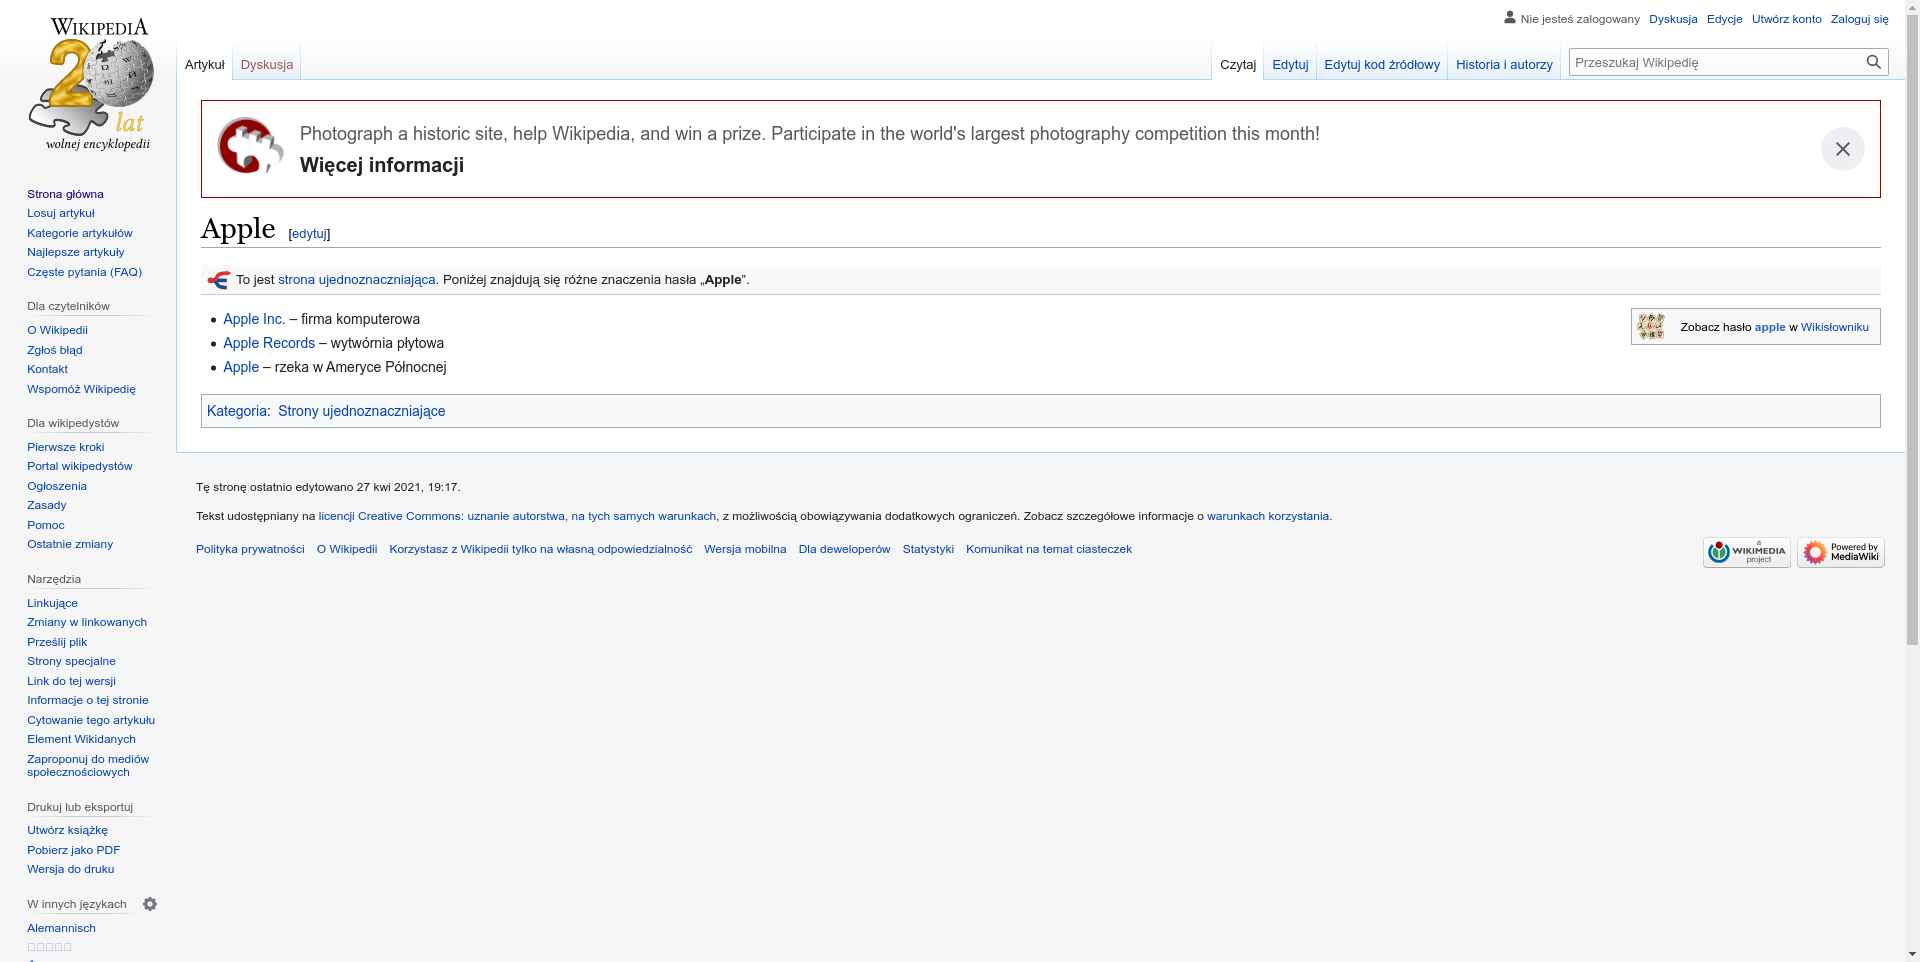 WIKIPEDIA
20
lat
wolnej encyklopedii
Nie jesteś zalogowany Dyskusja Edycje Utwórz konto Zaloguj się
Artykuł Dyskusja Czytaj Edytuj Edytuj kod źródłowy Historia i autorzy Przeszukaj Wikipedię
Photograph a historic site, help Wikipedia, and win a prize. Participate in the world's largest photography competition this month!
Więcej informacji
Apple [edytuj]
To jest strona ujednoznaczniająca. Poniżej znajdują się różne znaczenia hasła „Apple”.
Apple Inc. – firma komputerowa
Apple Records – wytwórnia płytowa
Apple – rzeka w Ameryce Północnej
Zobacz hasło apple w Wikisłowniku
Kategoria: Strony ujednoznaczniające
Tę stronę ostatnio edytowano 27 kwi 2021, 19:17.
Tekst udostępniany na licencji Creative Commons: uznanie autorstwa, na tych samych warunkach, z możliwością obowiązywania dodatkowych ograniczeń. Zobacz szczegółowe informacje o warunkach korzystania.
Polityka prywatności O Wikipedii Korzystasz z Wikipedii tylko na własną odpowiedzialność Wersja mobilna Dla deweloperów Statystyki Komunikat na temat ciasteczek
a
WIKIMEDIA
project
Powered by
MediaWiki
Strona główna
Losuj artykuł
Kategorie artykułów
Najlepsze artykuły
Częste pytania (FAQ)
Dla czytelników
O Wikipedii
Zgłoś błąd
Kontakt
Wspomóż Wikipedię
Dla wikipedystów
Pierwsze kroki
Portal wikipedystów
Ogłoszenia
Zasady
Pomoc
Ostatnie zmiany
Narzędzia
Linkujące
Zmiany w linkowanych
Prześlij plik
Strony specjalne
Link do tej wersji
Informacje o tej stronie
Cytowanie tego artykułu
Element Wikidanych
Zaproponuj do mediów
społecznościowych
Drukuj lub eksportuj
Utwórz książkę
Pobierz jako PDF
Wersja do druku
W innych językach
Alemannisch